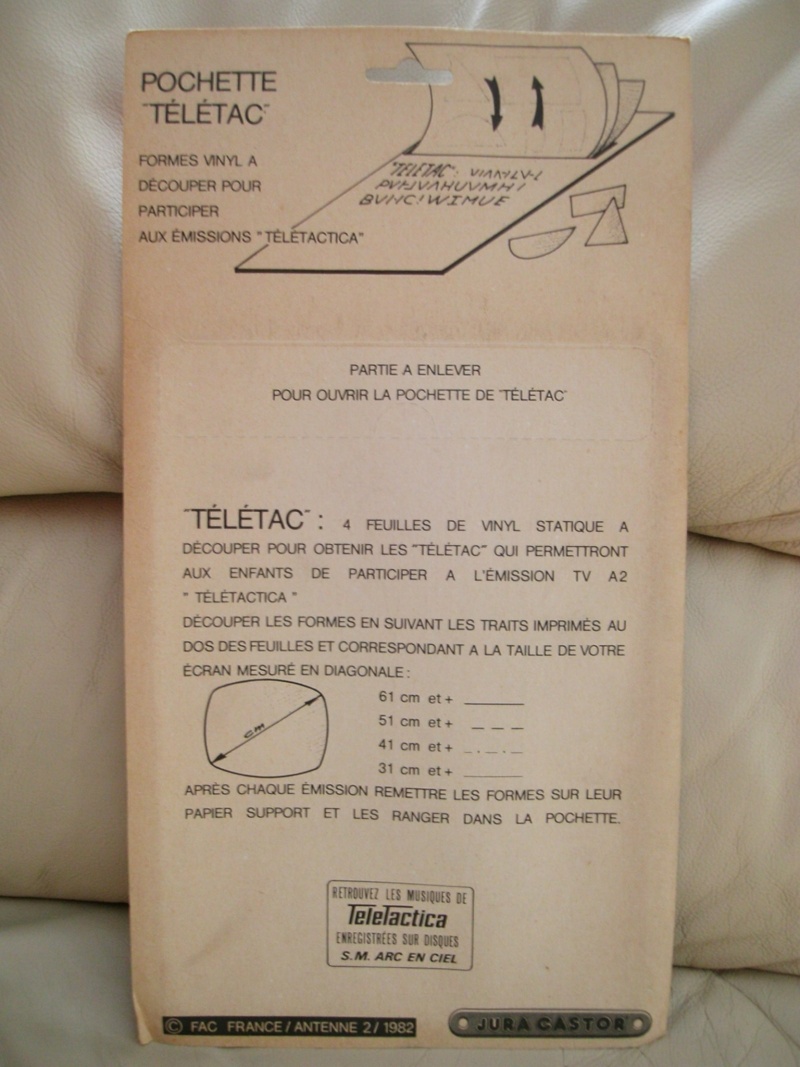 POCHETTE
"TÉLÉTAC"
FORMES VINYL A
DÉCOUPER POUR
PARTICIPER
AUX ÉMISSIONS "TÉLÉTACTICA"
"TELETAC":
PARTIE A ENLEVER
POUR OUVRIR LA POCHETTE DE "TÉLÉTAC"
"TÉLÉTAC" : 4 FEUILLES DE VINYL STATIQUE A
DÉCOUPER POUR OBTENIR LES "TÉLÉTAC" QUI PERMETTRONT
AUX ENFANTS DE PARTICIPER A L'ÉMISSION TV A2
" TÉLÉTACTICA "
DÉCOUPER LES FORMES EN SUIVANT LES TRAITS IMPRIMÉS AU
DOS DES FEUILLES ET CORRESPONDANT A LA TAILLE DE VOTRE
ÉCRAN MESURÉ EN DIAGONALE :
cm
61 cm et +
51 cm et +
41 cm et +
31 cm et +
APRÈS CHAQUE ÉMISSION REMETTRE LES FORMES SUR LEUR
PAPIER SUPPORT ET LES RANGER DANS LA POCHETTE.
RETROUVEZ LES MUSIQUES DE
TeleTactica
ENREGISTRÉES SUR DISQUES
S.M. ARC EN CIEL
© FAC FRANCE / ANTENNE 2 / 1982
JURA CASTOR